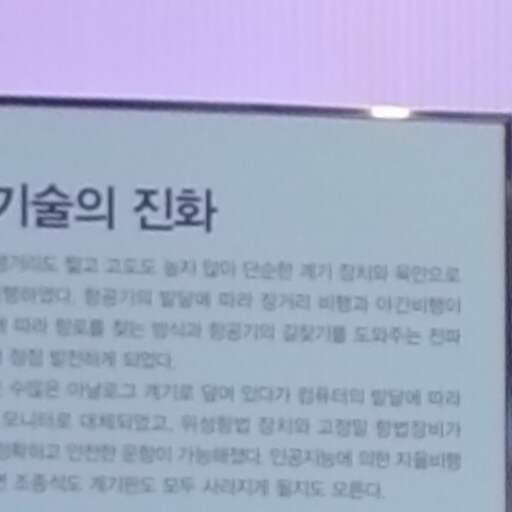 기술의 진화
행거리도 짧고 고도도 높지 않아 단순한 계기 장치와 육안으로
비행하였다. 항공기의 발달에 따라 장거리 비행과 야간비행이
에 따라 항로를 찾는 방식과 항공기의 길찾기를 도와주는 전파
점점 발전하게 되었다.
수많은 아날로그 계기로 덮여 있다가 컴퓨터의 발달에 따라
모니터로 대체되었고, 위성항법 장치와 고정밀 항법장비가
정확하고 안전한 운항이 가능해졌다. 인공지능에 의한 자율비행
면 조종석도 계기판도 모두 사라지게 될지도 모른다.